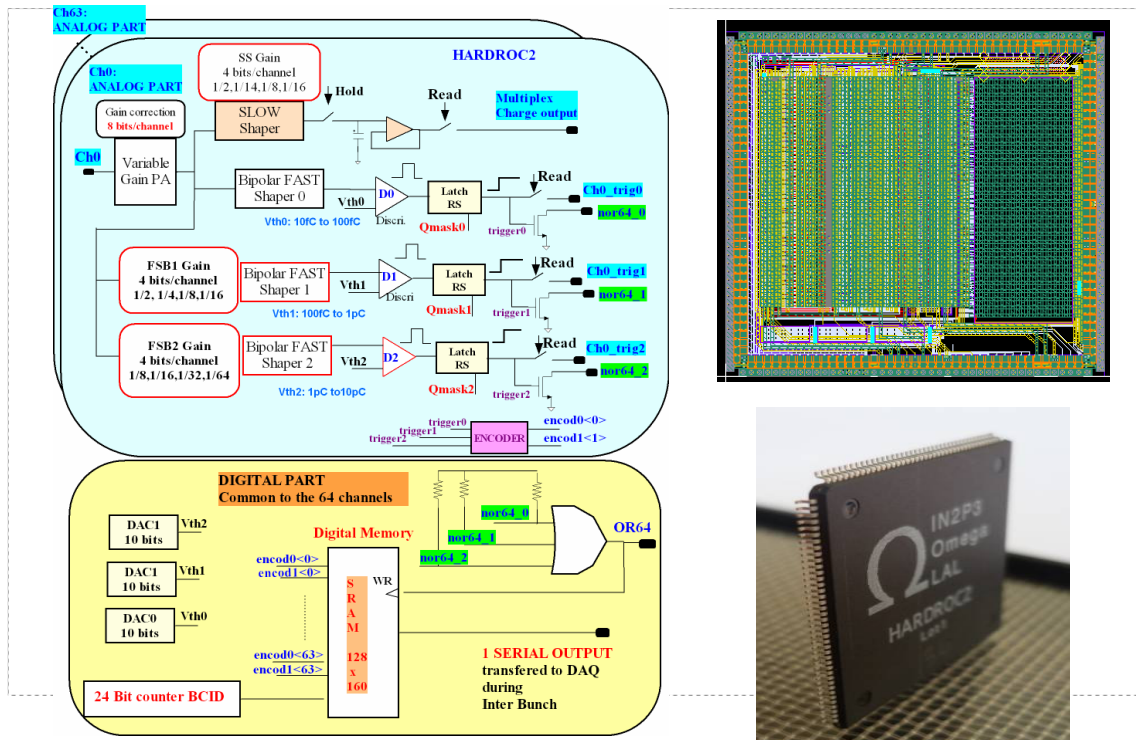 Ch63:
ANALOG PART
HARDROC2
Ch0:
ANALOG PART
SS Gain
4 bits/channel
1/2,1/14,1/8,1/16
Gain correction
8 bits/channel
SLOW
Shaper
Hold
Read
Multiplex
Charge output
Ch0
Variable
Gain PA
Bipolar FAST
Shaper 0
Vth0
Vth0: 10fC to 100fC
D0
Discri.
Latch
RS
Qmask0
trigger0
Read
Ch0_trig0
nor64_0
FSB1 Gain
4 bits/channel
1/2, 1/4,1/8,1/16
Bipolar FAST
Shaper 1
Vth1
Vth1: 100fC to 1pC
D1
Discri
Latch
RS
Qmask1
trigger1
Read
Ch0_trig1
nor64_1
FSB2 Gain
4 bits/channel
1/8,1/16,1/32,1/64
Bipolar FAST
Shaper 2
Vth2
Vth2: 1pC to10pC
D2
Latch
RS
Qmask2
trigger2
Read
Ch0_trig2
nor64_2
trigger0
trigger1
trigger2
ENCODER
encod0<0>
encod1<1>
DIGITAL PART
Common to the 64 channels
DAC1
10 bits
Vth2
DAC1
10 bits
Vth1
DAC0
10 bits
Vth0
Digital Memory
nor64_0
nor64_1
nor64_2
OR64
encod0<0>
encod1<0>
encod0<63>
encod1<63>
WR
S
R
A
M
128
x
160
24 Bit counter BCID
1 SERIAL OUTPUT
transfered to DAQ
during
Inter Bunch
Ω
IN2P3
Omega
LAL
HARDROC2